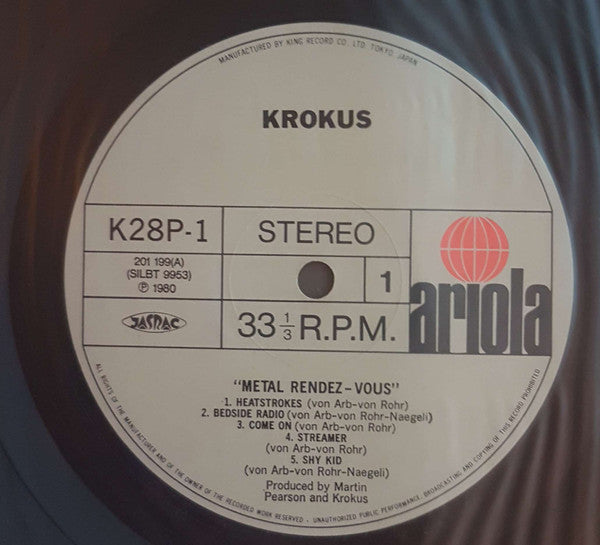 MANUFACTURED BY KING RECORD CO., LTD. TOKYO, JAPAN
KROKUS
K28P-1
STEREO
201 199(A)
(SILBT 9953)
Ⓟ 1980
1
ariola
JASRAC
33 1/3 R.P.M.
"METAL RENDEZ-VOUS"
1. HEATSTROKES (von Arb-von Rohr)
2. BEDSIDE RADIO (von Arb-von Rohr-Naegeli)
3. COME ON (von Arb-von Rohr)
4. STREAMER
(von Arb-von Rohr)
5. SHY KID
(von Arb-von Rohr-Naegeli)
Produced by Martin
Pearson and Krokus
ALL RIGHTS OF THE MANUFACTURER AND OF THE OWNER OF THE RECORDED WORK RESERVED · UNAUTHORIZED PUBLIC PERFORMANCE, BROADCASTING AND COPYING OF THIS RECORD PROHIBITED